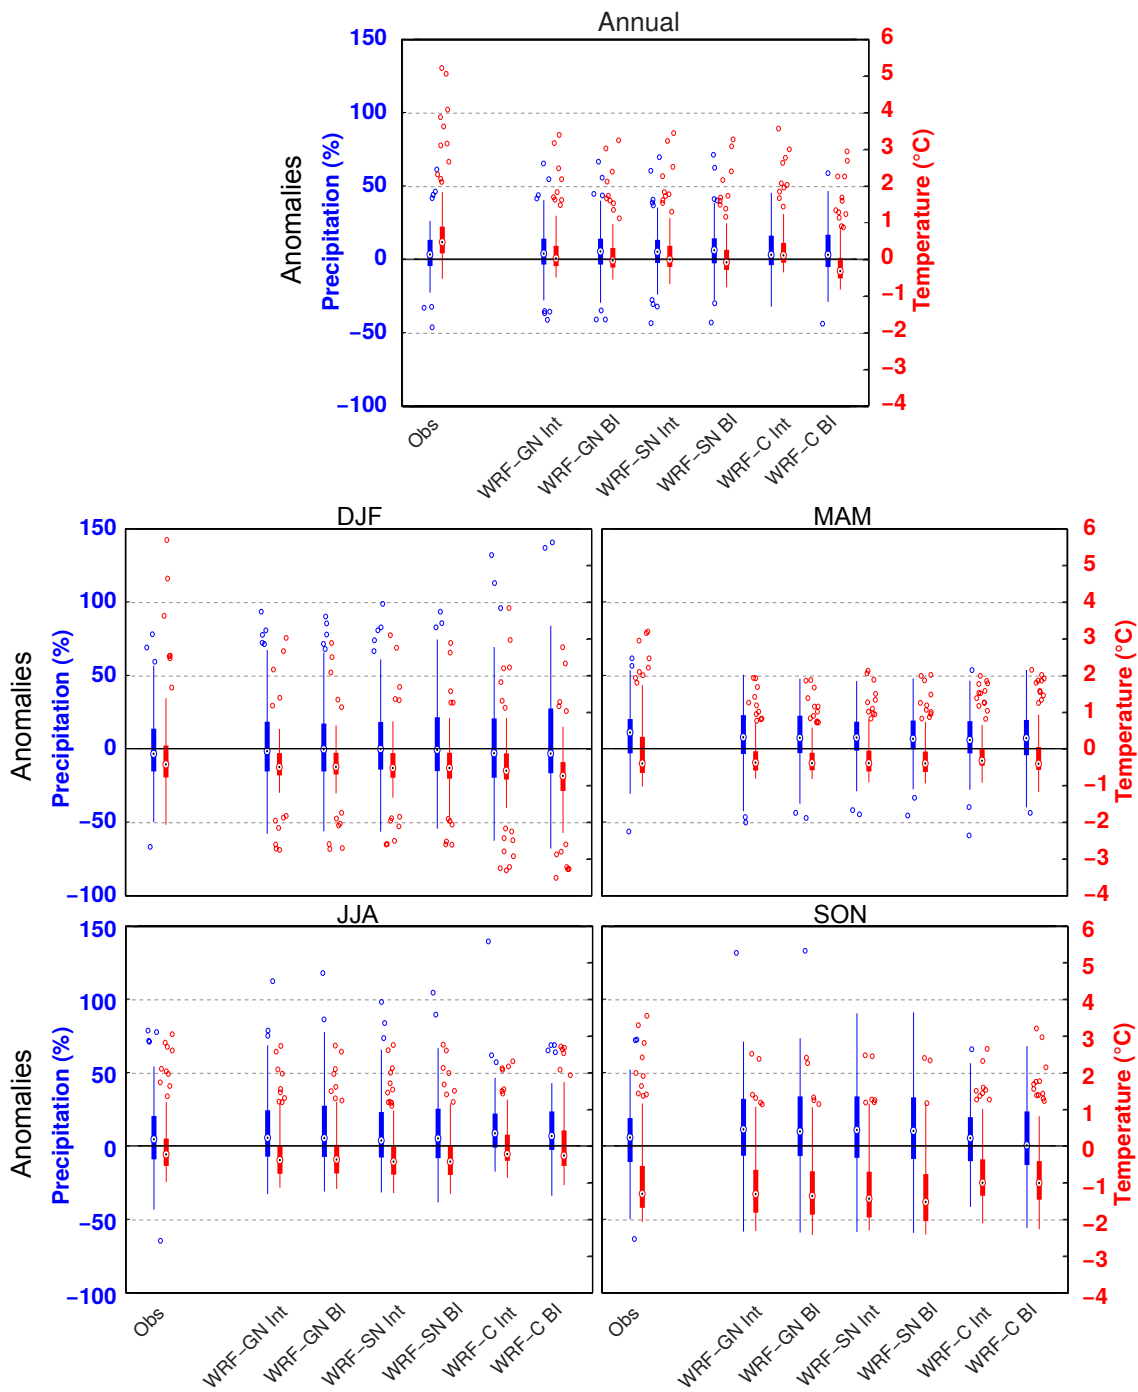 Annual
150
100
50
0
−50
−100
Anomalies
Precipitation (%)
6
5
4
3
2
1
0
−1
−2
−3
−4
Temperature (°C)
Obs
WRF−GN Int
WRF−GN BI
WRF−SN Int
WRF−SN BI
WRF−C Int
WRF−C BI
DJF
MAM
150
100
50
0
−50
−100
Anomalies
Precipitation (%)
6
5
4
3
2
1
0
−1
−2
−3
−4
Temperature (°C)
JJA
SON
150
100
50
0
−50
−100
Anomalies
Precipitation (%)
6
5
4
3
2
1
0
−1
−2
−3
−4
Temperature (°C)
Obs
WRF−GN Int
WRF−GN BI
WRF−SN Int
WRF−SN BI
WRF−C Int
WRF−C BI
Obs
WRF−GN Int
WRF−GN BI
WRF−SN Int
WRF−SN BI
WRF−C Int
WRF−C BI